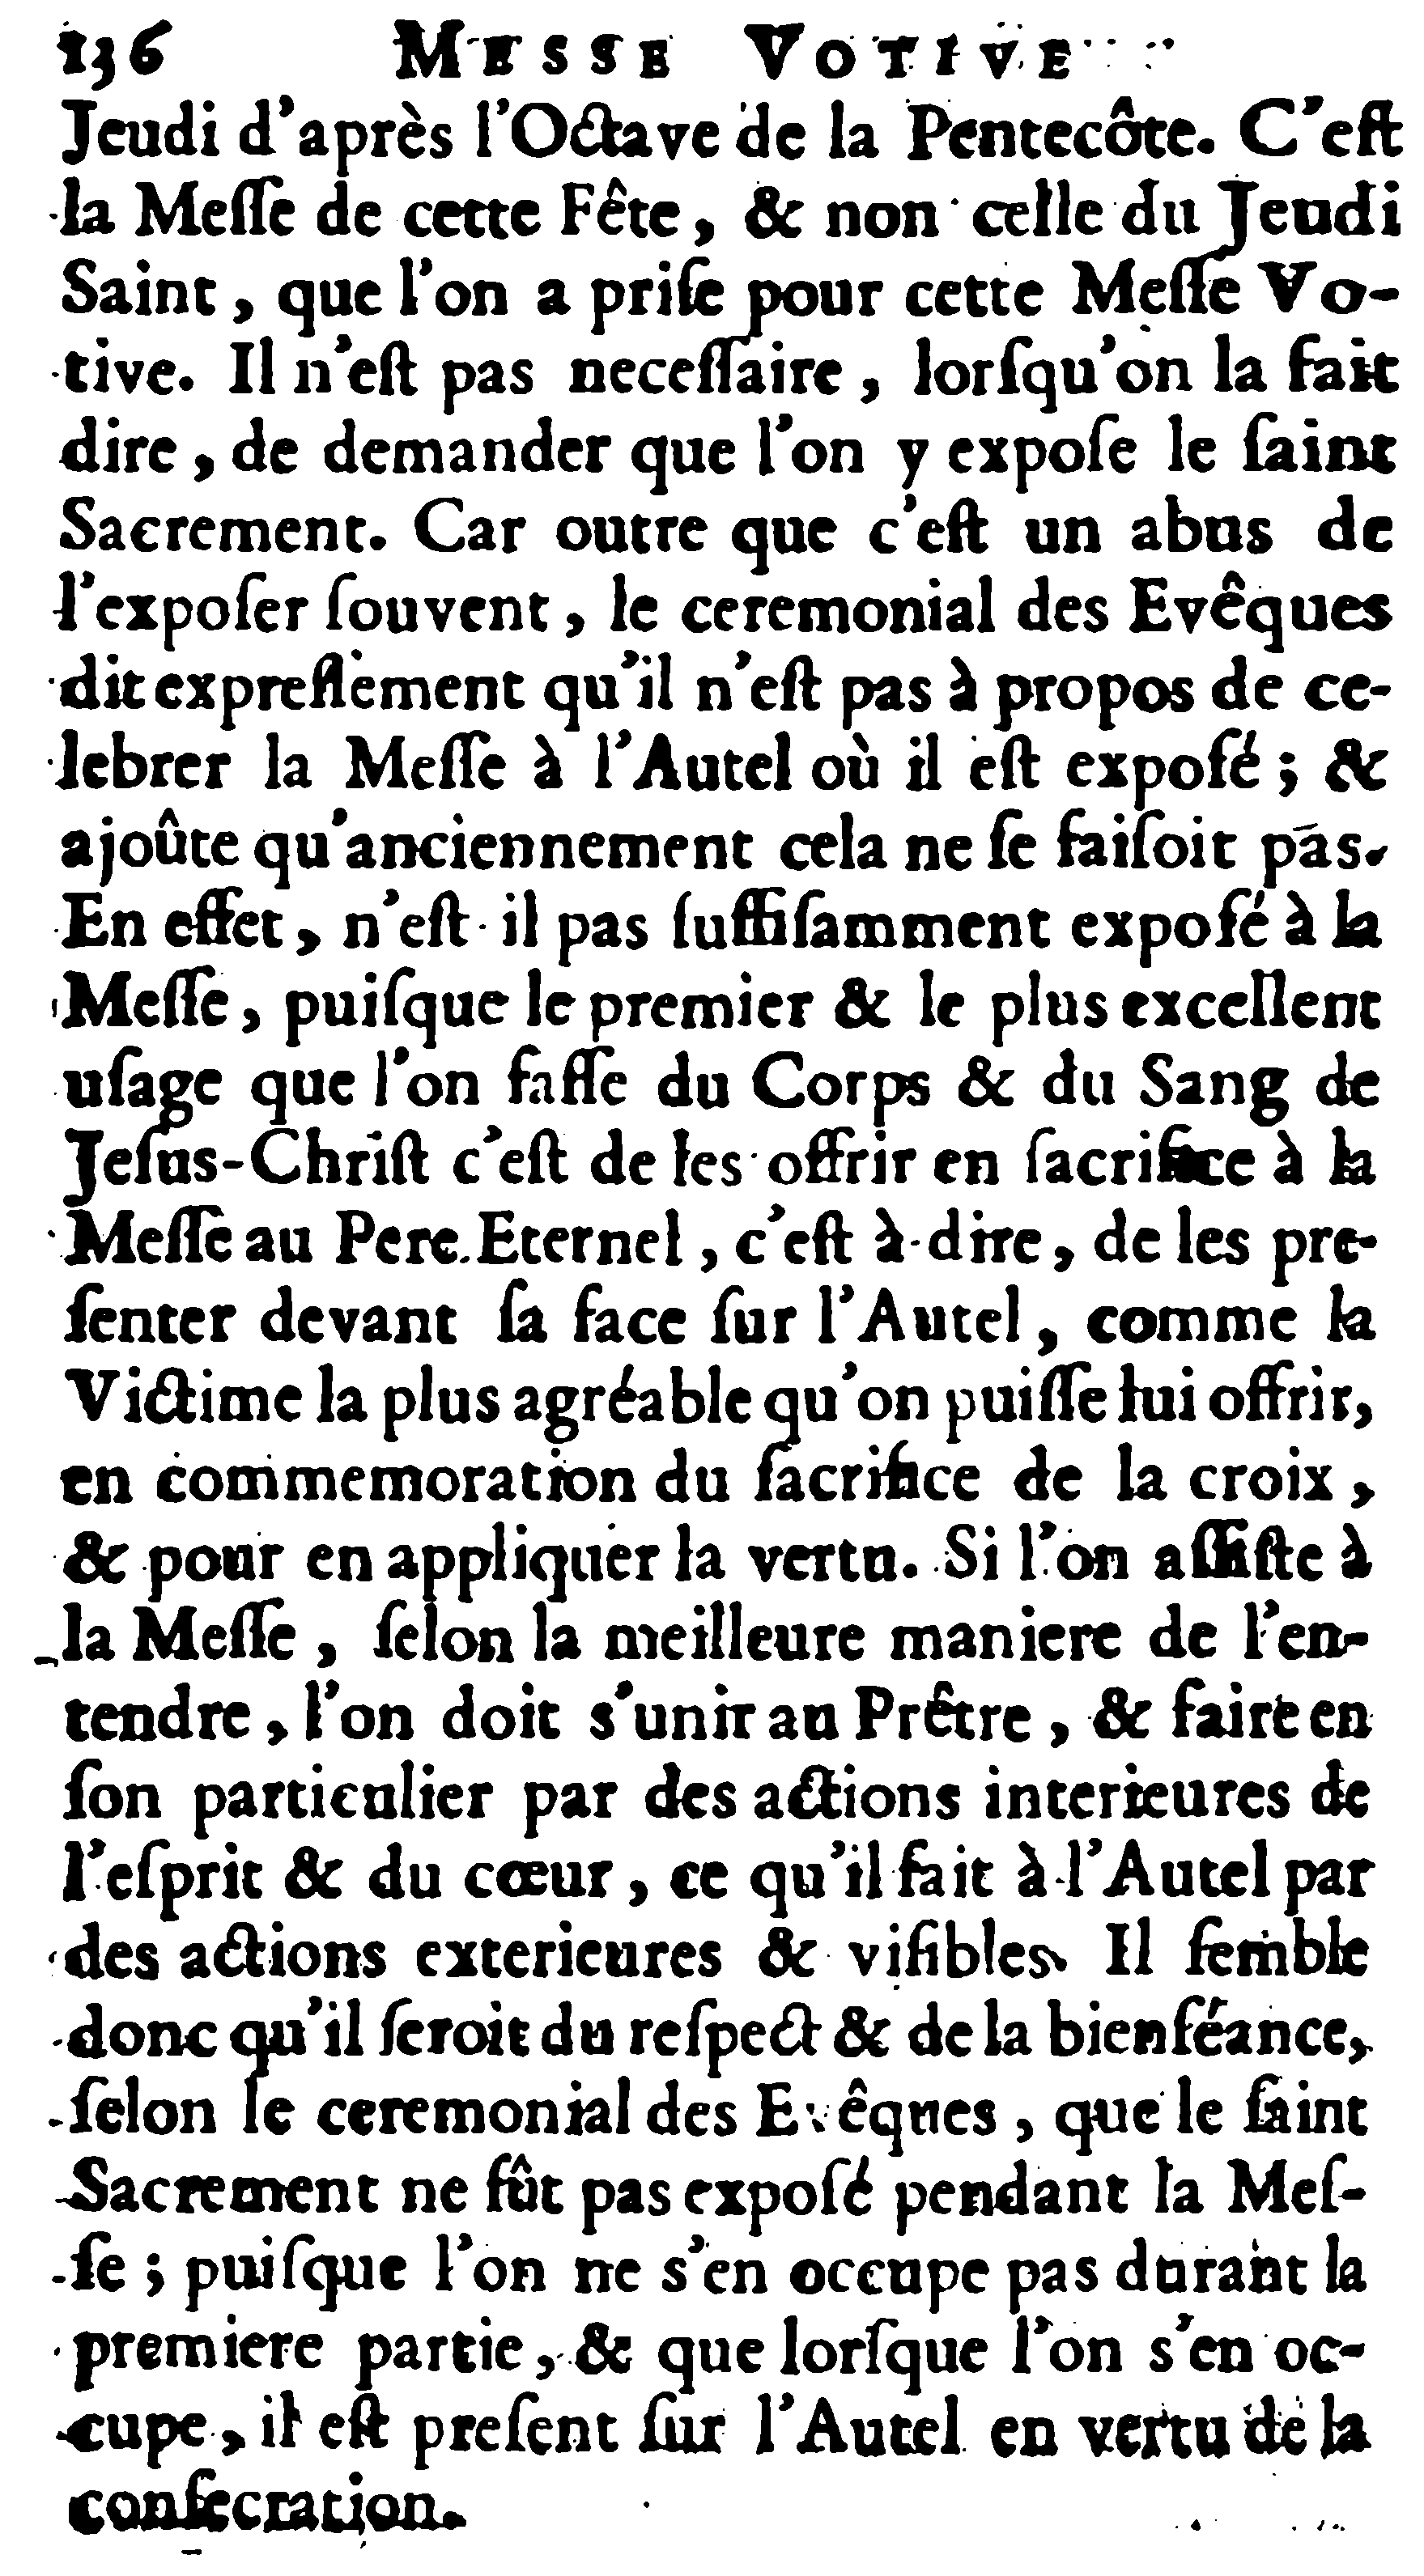 136 MESSE VOTIVE
Jeudi d'après l'Octave de la Pentecôte. C'eſt
la Meſſe de cette Fête, & non celle du Jeudi
Saint, que l'on a priſe pour cette Meſſe Vo-
tive. Il n'eſt pas neceſſaire, lorſqu'on la fait
dire, de demander que l'on y expoſe le ſaint
Sacrement. Car outre que c'eſt un abus de
l'expoſer ſouvent, le ceremonial des Evêques
dit expreſſement qu'il n'eſt pas à propos de ce-
lebrer la Meſſe à l'Autel où il eſt expoſé; &
ajoûte qu'anciennement cela ne ſe faiſoit pas.
En effet, n'eſt-il pas ſuffiſamment expoſé à la
Meſſe, puiſque le premier & le plus excellent
uſage que l'on faſſe du Corps & du Sang de
Jeſus-Chriſt c'eſt de les offrir en ſacrifice à la
Meſſe au Pere Eternel, c'eſt à-dire, de les pre-
ſenter devant ſa face ſur l'Autel, comme la
Victime la plus agréable qu'on puiſſe lui offrir,
en commemoration du ſacrifice de la croix,
& pour en appliquer la vertu. Si l'on aſſiſte à
la Meſſe, ſelon la meilleure maniere de l'en-
tendre, l'on doit s'unir au Prêtre, & faire en
ſon particulier par des actions interieures de
l'eſprit & du cœur, ce qu'il fait à l'Autel par
des actions exterieures & viſibles. Il ſemble
donc qu'il ſeroit du reſpect & de la bienſéance,
ſelon le ceremonial des Evêques, que le ſaint
Sacrement ne fût pas expoſé pendant la Meſ-
ſe; puiſque l'on ne s'en occupe pas durant la
premiere partie, & que lorſque l'on s'en oc-
cupe, il eſt preſent ſur l'Autel en vertu de la
conſecration.